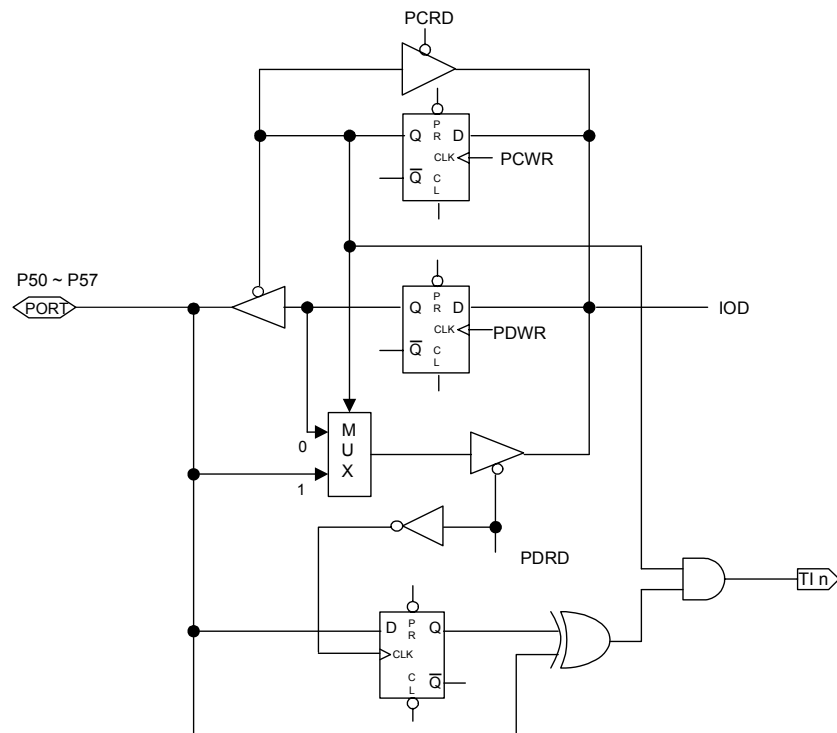 PCRD
P
R
Q
D
CLK
PCWR
Q̅
C
L
P50 ~ P57
PORT
P
R
Q
D
IOD
CLK
PDWR
Q̅
C
L
M
U
X
0
1
PDRD
TI n
D
P
R
Q
CLK
C
L
Q̅